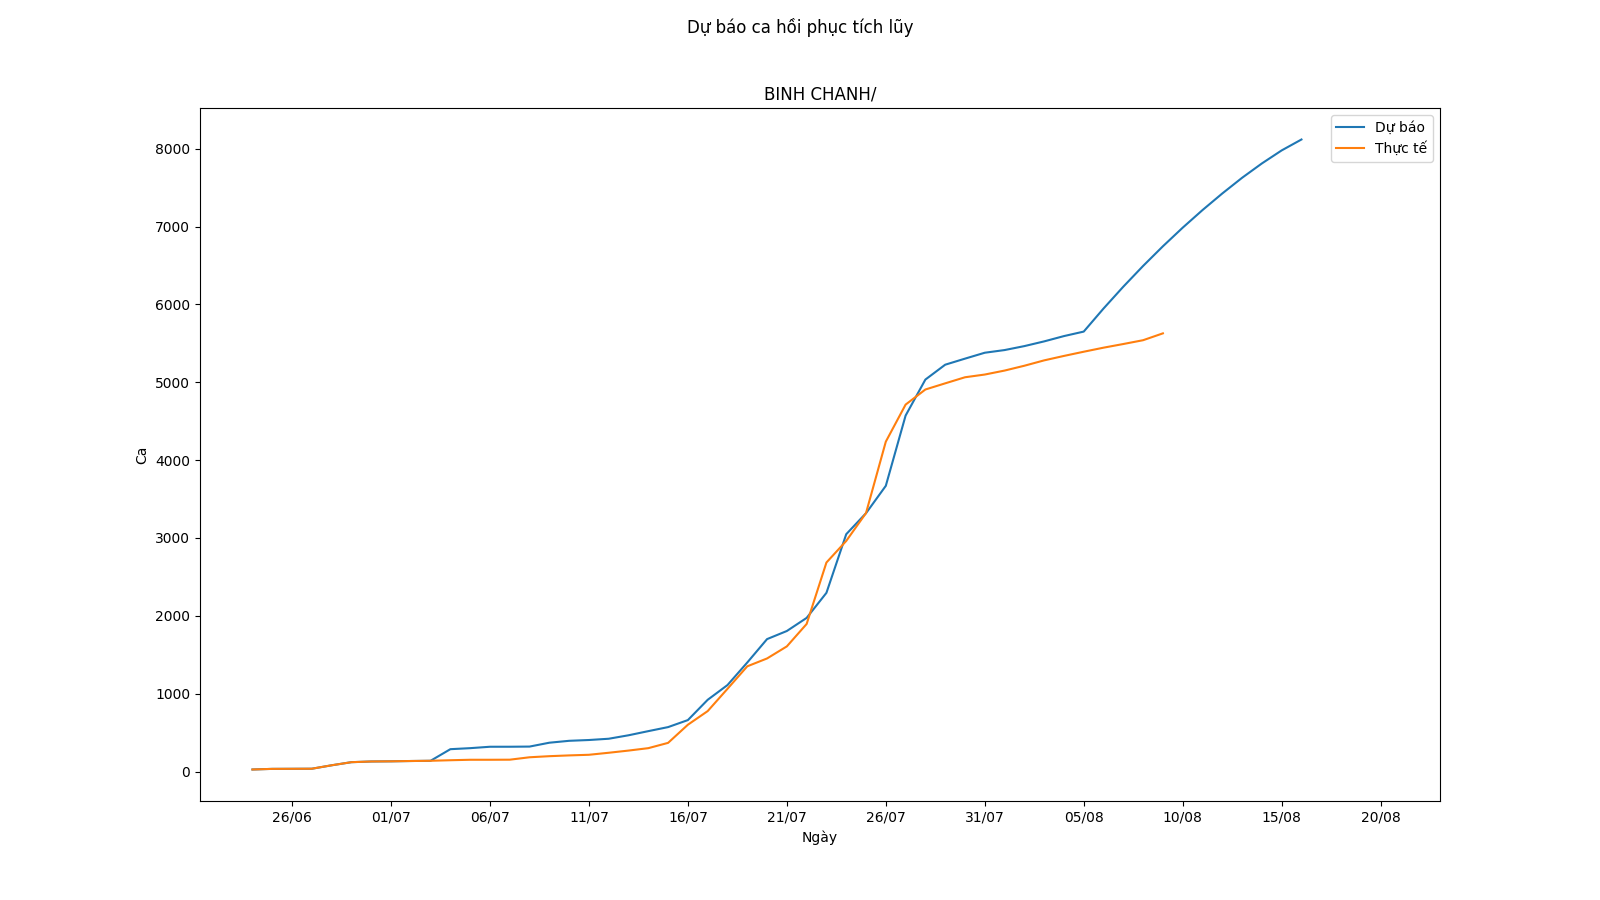 Dự báo ca hồi phục tích lũy
BINH CHANH/
Dự báo
Thực tế
8000
7000
6000
5000
4000
3000
2000
1000
0
Ca
26/06 01/07 06/07 11/07 16/07 21/07 26/07 31/07 05/08 10/08 15/08 20/08
Ngày